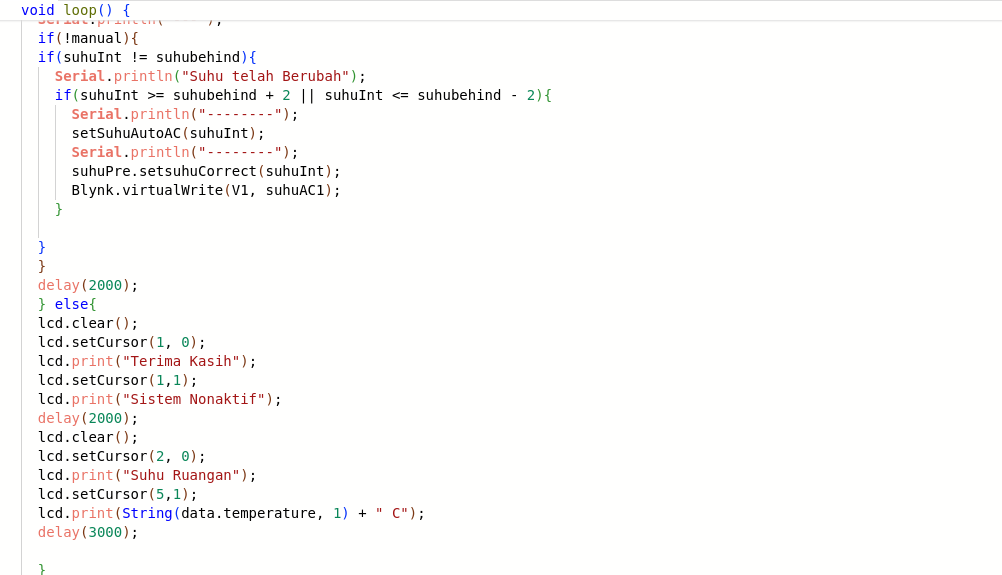 void loop() {
if(!manual){
if(suhuInt != suhubehind){
Serial.println("Suhu telah Berubah");
if(suhuInt >= suhubehind + 2 || suhuInt <= suhubehind - 2){
Serial.println("--------");
setSuhuAutoAC(suhuInt);
Serial.println("--------");
suhuPre.setsuhuCorrect(suhuInt);
Blynk.virtualWrite(V1, suhuAC1);
}
}
}
delay(2000);
} else{
lcd.clear();
lcd.setCursor(1, 0);
lcd.print("Terima Kasih");
lcd.setCursor(1,1);
lcd.print("Sistem Nonaktif");
delay(2000);
lcd.clear();
lcd.setCursor(2, 0);
lcd.print("Suhu Ruangan");
lcd.setCursor(5,1);
lcd.print(String(data.temperature, 1) + " C");
delay(3000);
}